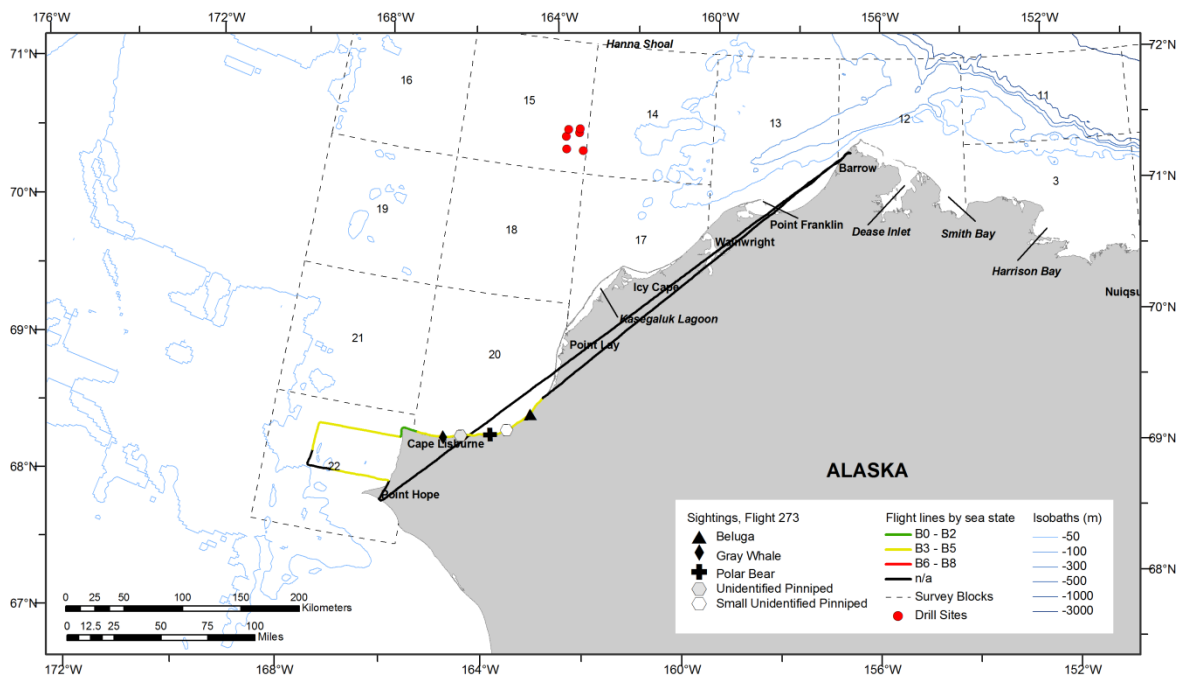 172°W
168°W
164°W
160°W
156°W
152°W
71°N
72°N
Hanna Shoal
16
15
14
13
12
11
3
70°N
71°N
Barrow
19
18
17
Point Franklin
Wainwright
Dease Inlet
Smith Bay
Harrison Bay
Icy Cape
Nuiqsu
Kasegaluk Lagoon
69°N
70°N
21
20
Point Lay
Cape Lisburne
68°N
69°N
22
Point Hope
ALASKA
67°N
68°N
0 25 50 100 150 200
Kilometers
0 12.5 25 50 75 100
Miles
Sightings, Flight 273
Beluga
Gray Whale
Polar Bear
Unidentified Pinniped
Small Unidentified Pinniped
Flight lines by sea state
B0 - B2
B3 - B5
B6 - B8
n/a
Survey Blocks
Drill Sites
Isobaths (m)
-50
-100
-300
-500
-1000
-3000
172°W
168°W
164°W
160°W
156°W
152°W